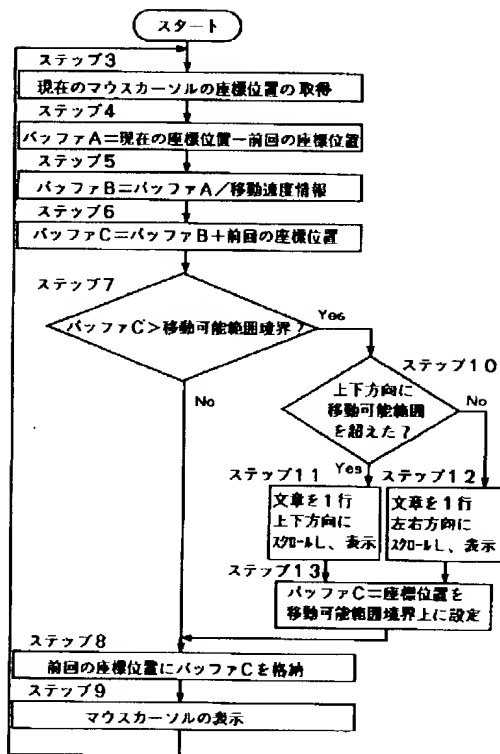 スタート
ステップ3
現在のマウスカーソルの座標位置の取得
ステップ4
バッファA=現在の座標位置-前回の座標位置
ステップ5
バッファB=バッファA/移動速度情報
ステップ6
バッファC=バッファB+前回の座標位置
ステップ7
バッファC>移動可能範囲境界?
Yes
No
ステップ10
上下方向に
移動可能範囲
を超えた?
No
Yes
ステップ11
文章を1行
上下方向に
スクロールし、表示
ステップ12
文章を1行
左右方向に
スクロールし、表示
ステップ13
バッファC=座標位置を
移動可能範囲境界上に設定
ステップ8
前回の座標位置にバッファCを格納
ステップ9
マウスカーソルの表示